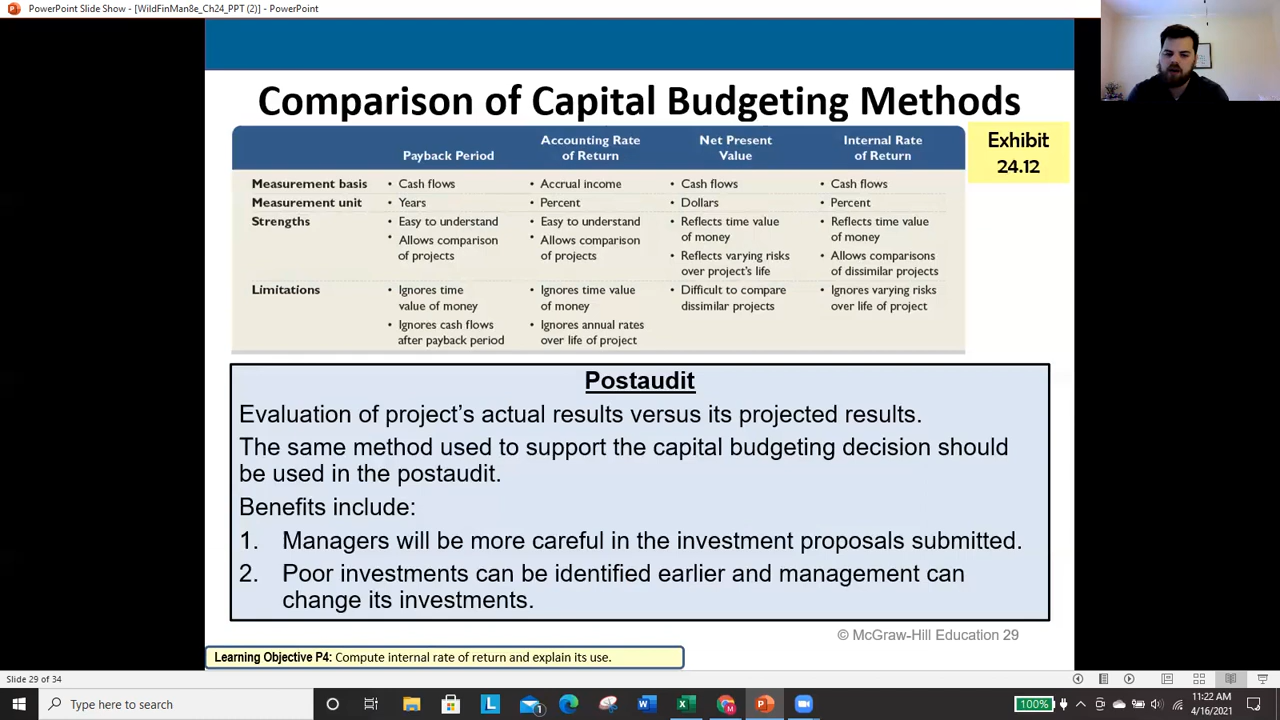 PowerPoint Slide Show - [WildFinMan8e_Ch24_PPT (2)] - PowerPoint
Comparison of Capital Budgeting Methods
Exhibit
24.12
Payback Period
Accounting Rate
of Return
Net Present
Value
Internal Rate
of Return
Measurement basis
• Cash flows
• Accrual income
• Cash flows
• Cash flows
Measurement unit
• Years
• Percent
• Dollars
• Percent
Strengths
• Easy to understand
• Allows comparison
of projects
• Easy to understand
• Allows comparison
of projects
• Reflects time value
of money
• Reflects varying risks
over project's life
• Reflects time value
of money
• Allows comparisons
of dissimilar projects
Limitations
• Ignores time
value of money
• Ignores cash flows
after payback period
• Ignores time value
of money
• Ignores annual rates
over life of project
• Difficult to compare
dissimilar projects
• Ignores varying risks
over life of project
Postaudit
Evaluation of project's actual results versus its projected results.
The same method used to support the capital budgeting decision should
be used in the postaudit.
Benefits include:
1. Managers will be more careful in the investment proposals submitted.
2. Poor investments can be identified earlier and management can
change its investments.
© McGraw-Hill Education 29
Learning Objective P4: Compute internal rate of return and explain its use.
Slide 29 of 34
Type here to search
100%
11:22 AM
4/16/2021